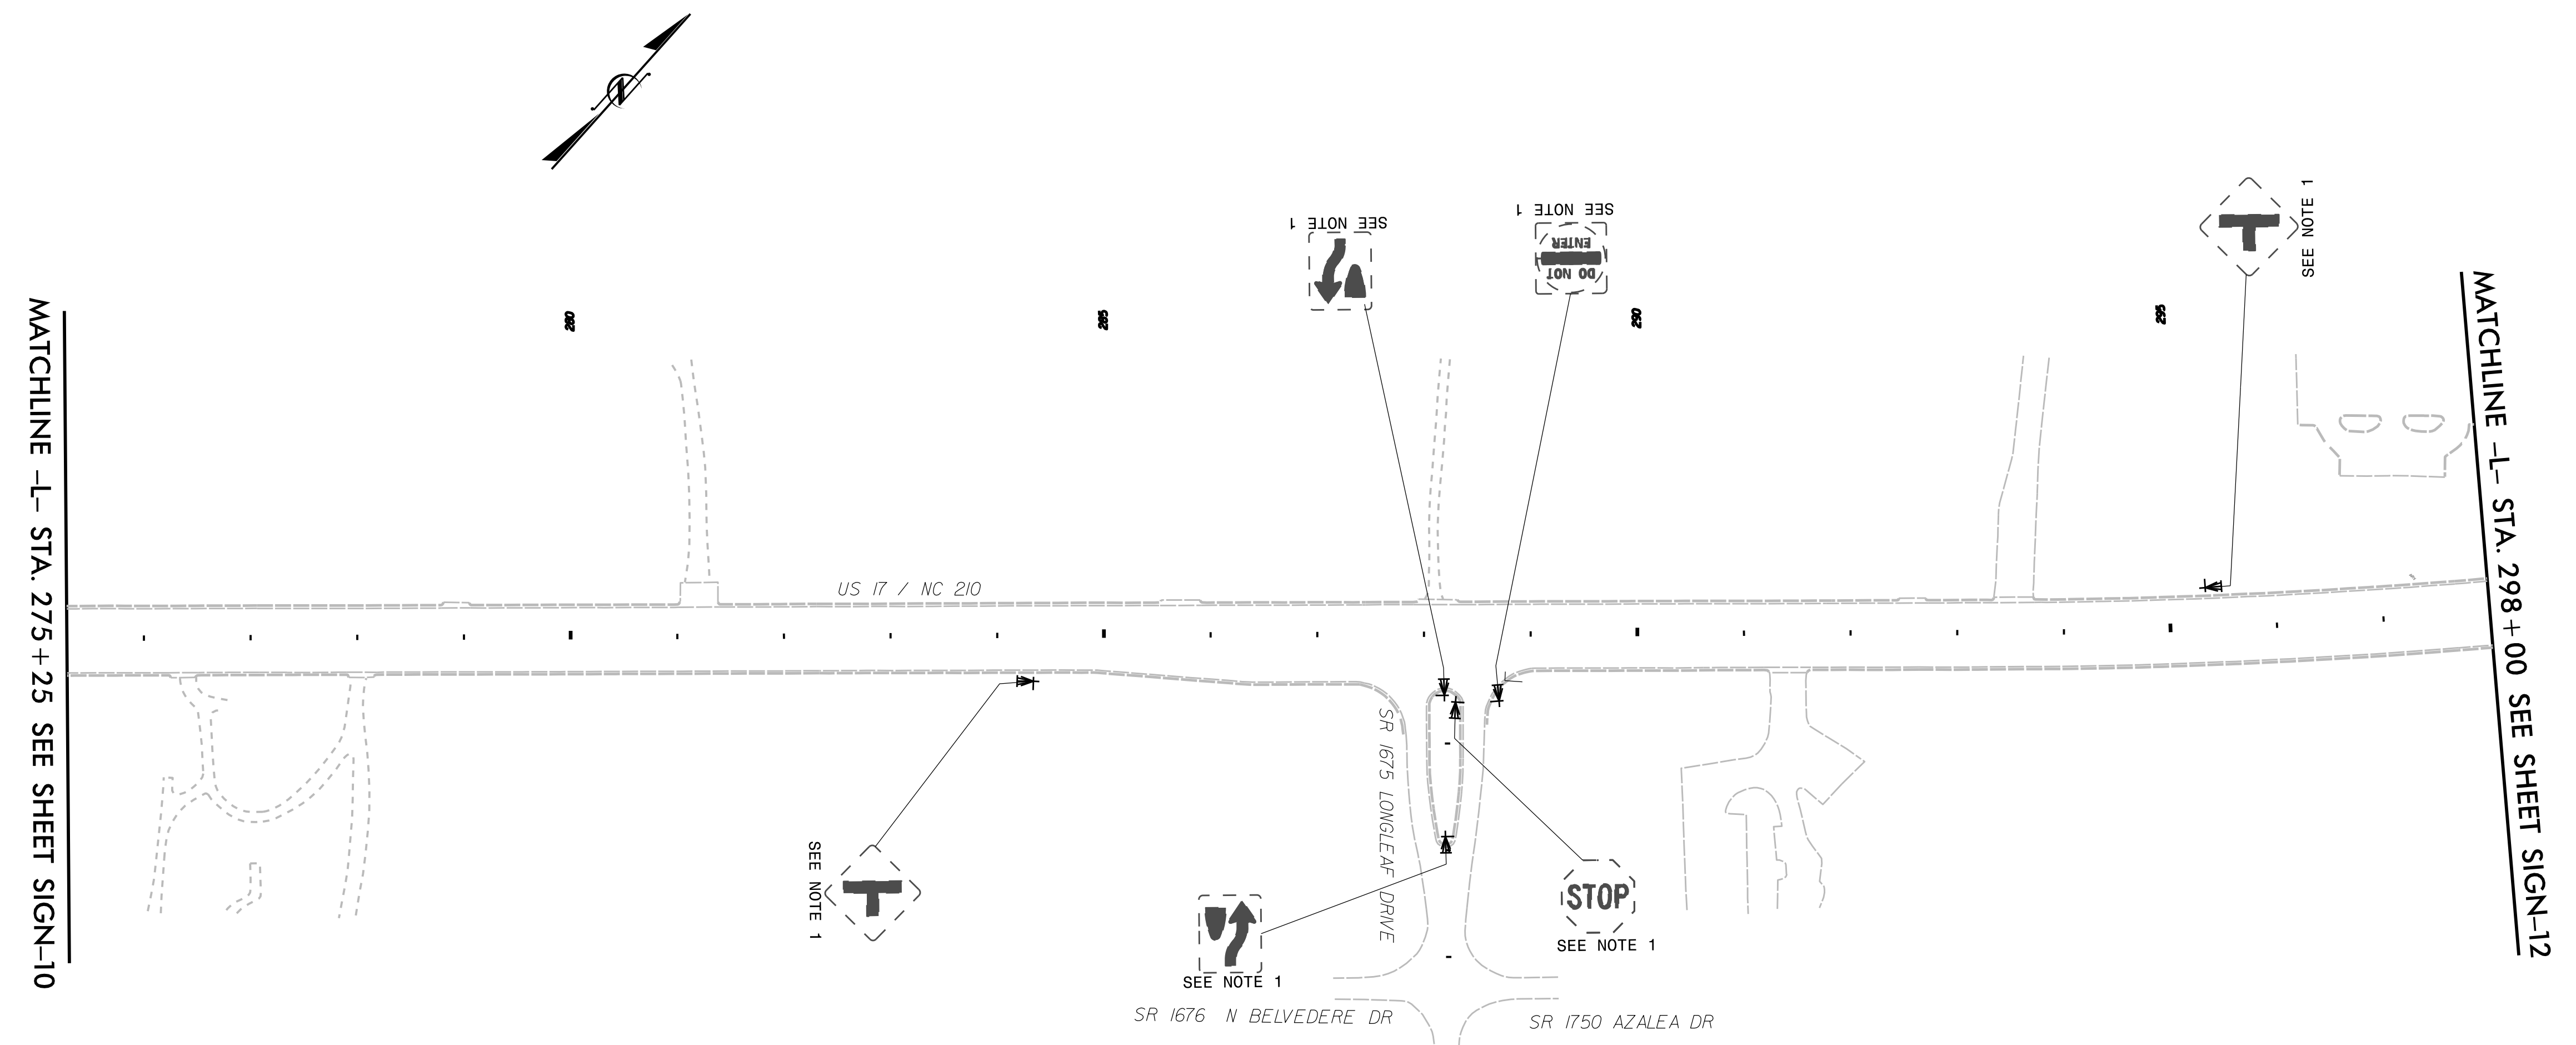 N
SEE NOTE 1
SEE NOTE 1
DO NOT
ENTER
SEE NOTE 1
280
285
290
295
MATCHLINE -L- STA. 275+25 SEE SHEET SIGN-10
MATCHLINE -L- STA. 298+00 SEE SHEET SIGN-12
US 17 / NC 210
SR 1675 LONGLEAF DRIVE
SEE NOTE 1
STOP
SEE NOTE 1
SEE NOTE 1
SR 1676 N BELVEDERE DR
SR 1750 AZALEA DR